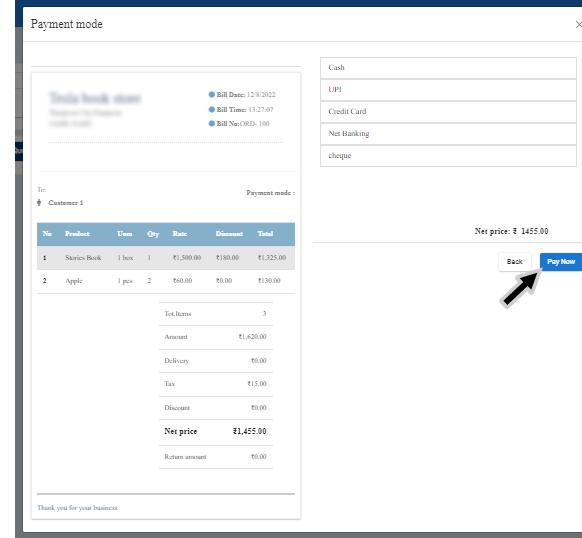 Payment mode
×
Bill Date: 12/8/2022
Bill Time: 13:27:07
Bill No:ORD- 100
To:
Customer 1
Payment mode :
No Product Uom Qty Rate Discount Total
1 Stories Book 1 box 1 ₹1,500.00 ₹180.00 ₹1,325.00
2 Apple 1 pcs 2 ₹60.00 ₹0.00 ₹130.00
Tot.Items 3
Amount ₹1,620.00
Delivery ₹0.00
Tax ₹15.00
Discount ₹0.00
Net price ₹1,455.00
Return amount ₹0.00
Thank you for your business
Cash
UPI
Credit Card
Net Banking
cheque
Net price: ₹ 1455.00
Back Pay Now